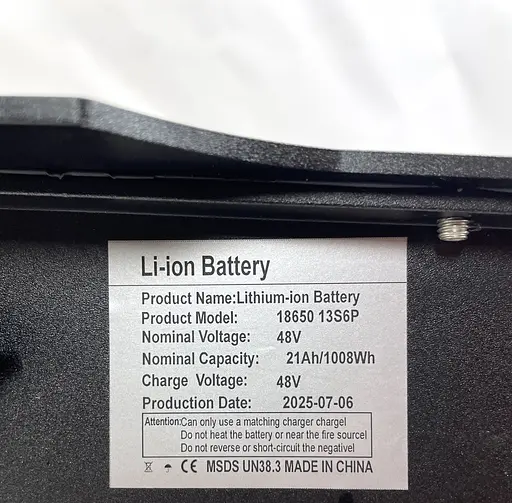 Li-ion Battery
Product Name:Lithium-ion Battery
Product Model: 18650 13S6P
Nominal Voltage: 48V
Nominal Capacity: 21Ah/1008Wh
Charge Voltage: 48V
Production Date: 2025-07-06
Attention:Can only use a matching charger chargel
Do not heat the battery or near the fire sourcel
Do not reverse or short-circuit the negativel
CE MSDS UN38.3 MADE IN CHINA